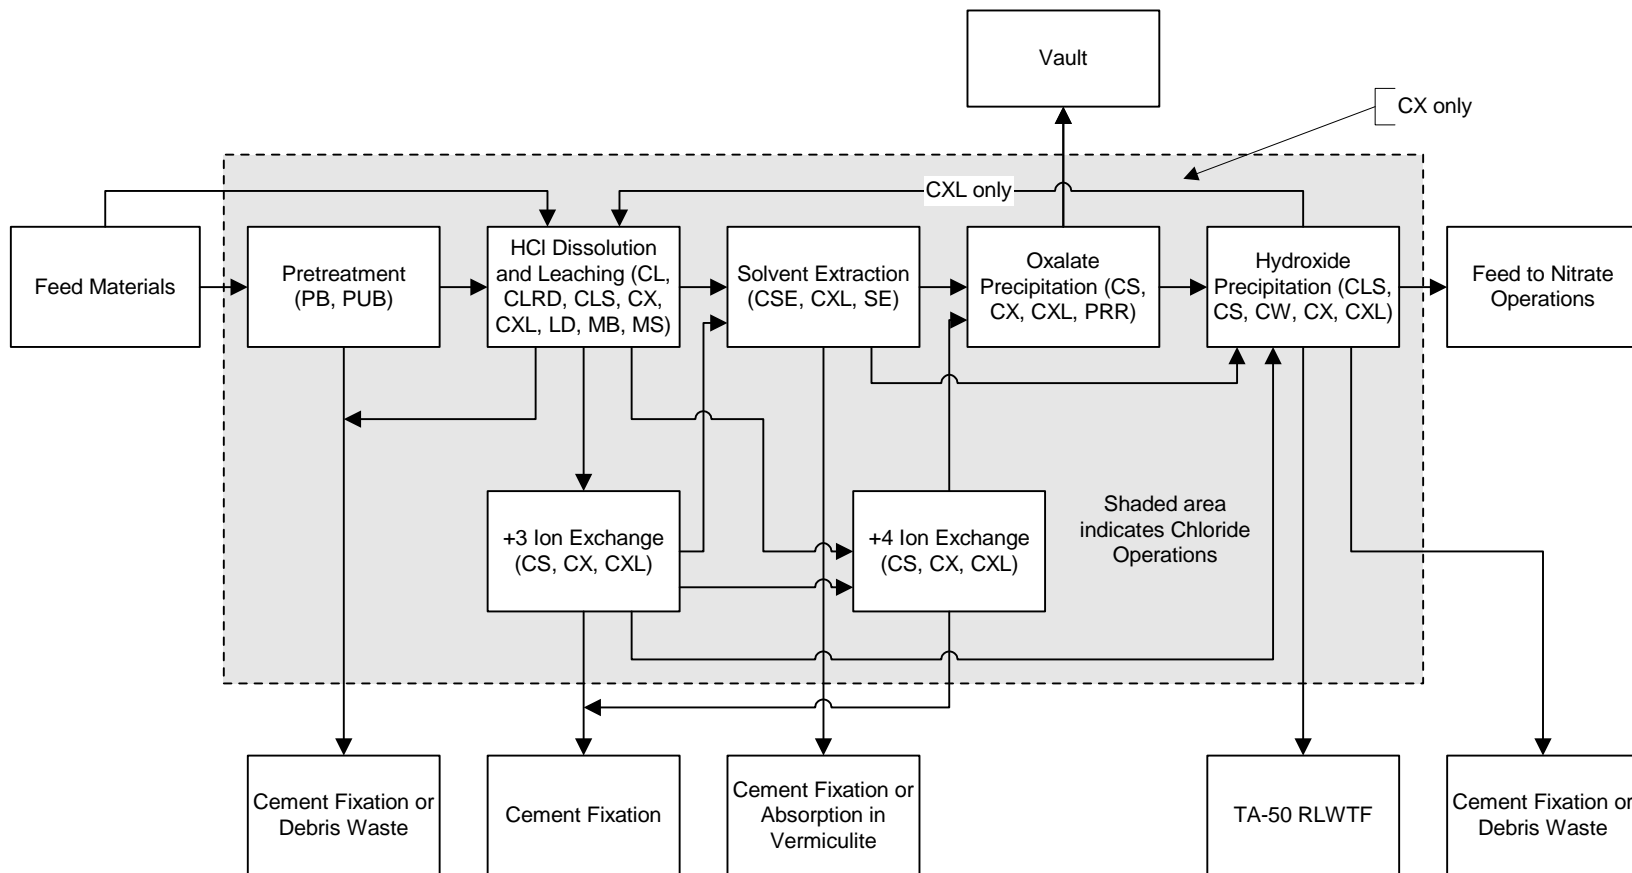 Vault
CX only
CXL only
Feed Materials
Pretreatment
(PB, PUB)
HCl Dissolution
and Leaching (CL,
CLRD, CLS, CX,
CXL, LD, MB, MS)
Solvent Extraction
(CSE, CXL, SE)
Oxalate
Precipitation (CS,
CX, CXL, PRR)
Hydroxide
Precipitation (CLS,
CS, CW, CX, CXL)
Feed to Nitrate
Operations
+3 Ion Exchange
(CS, CX, CXL)
+4 Ion Exchange
(CS, CX, CXL)
Shaded area
indicates Chloride
Operations
Cement Fixation or
Debris Waste
Cement Fixation
Cement Fixation or
Absorption in
Vermiculite
TA-50 RLWTF
Cement Fixation or
Debris Waste